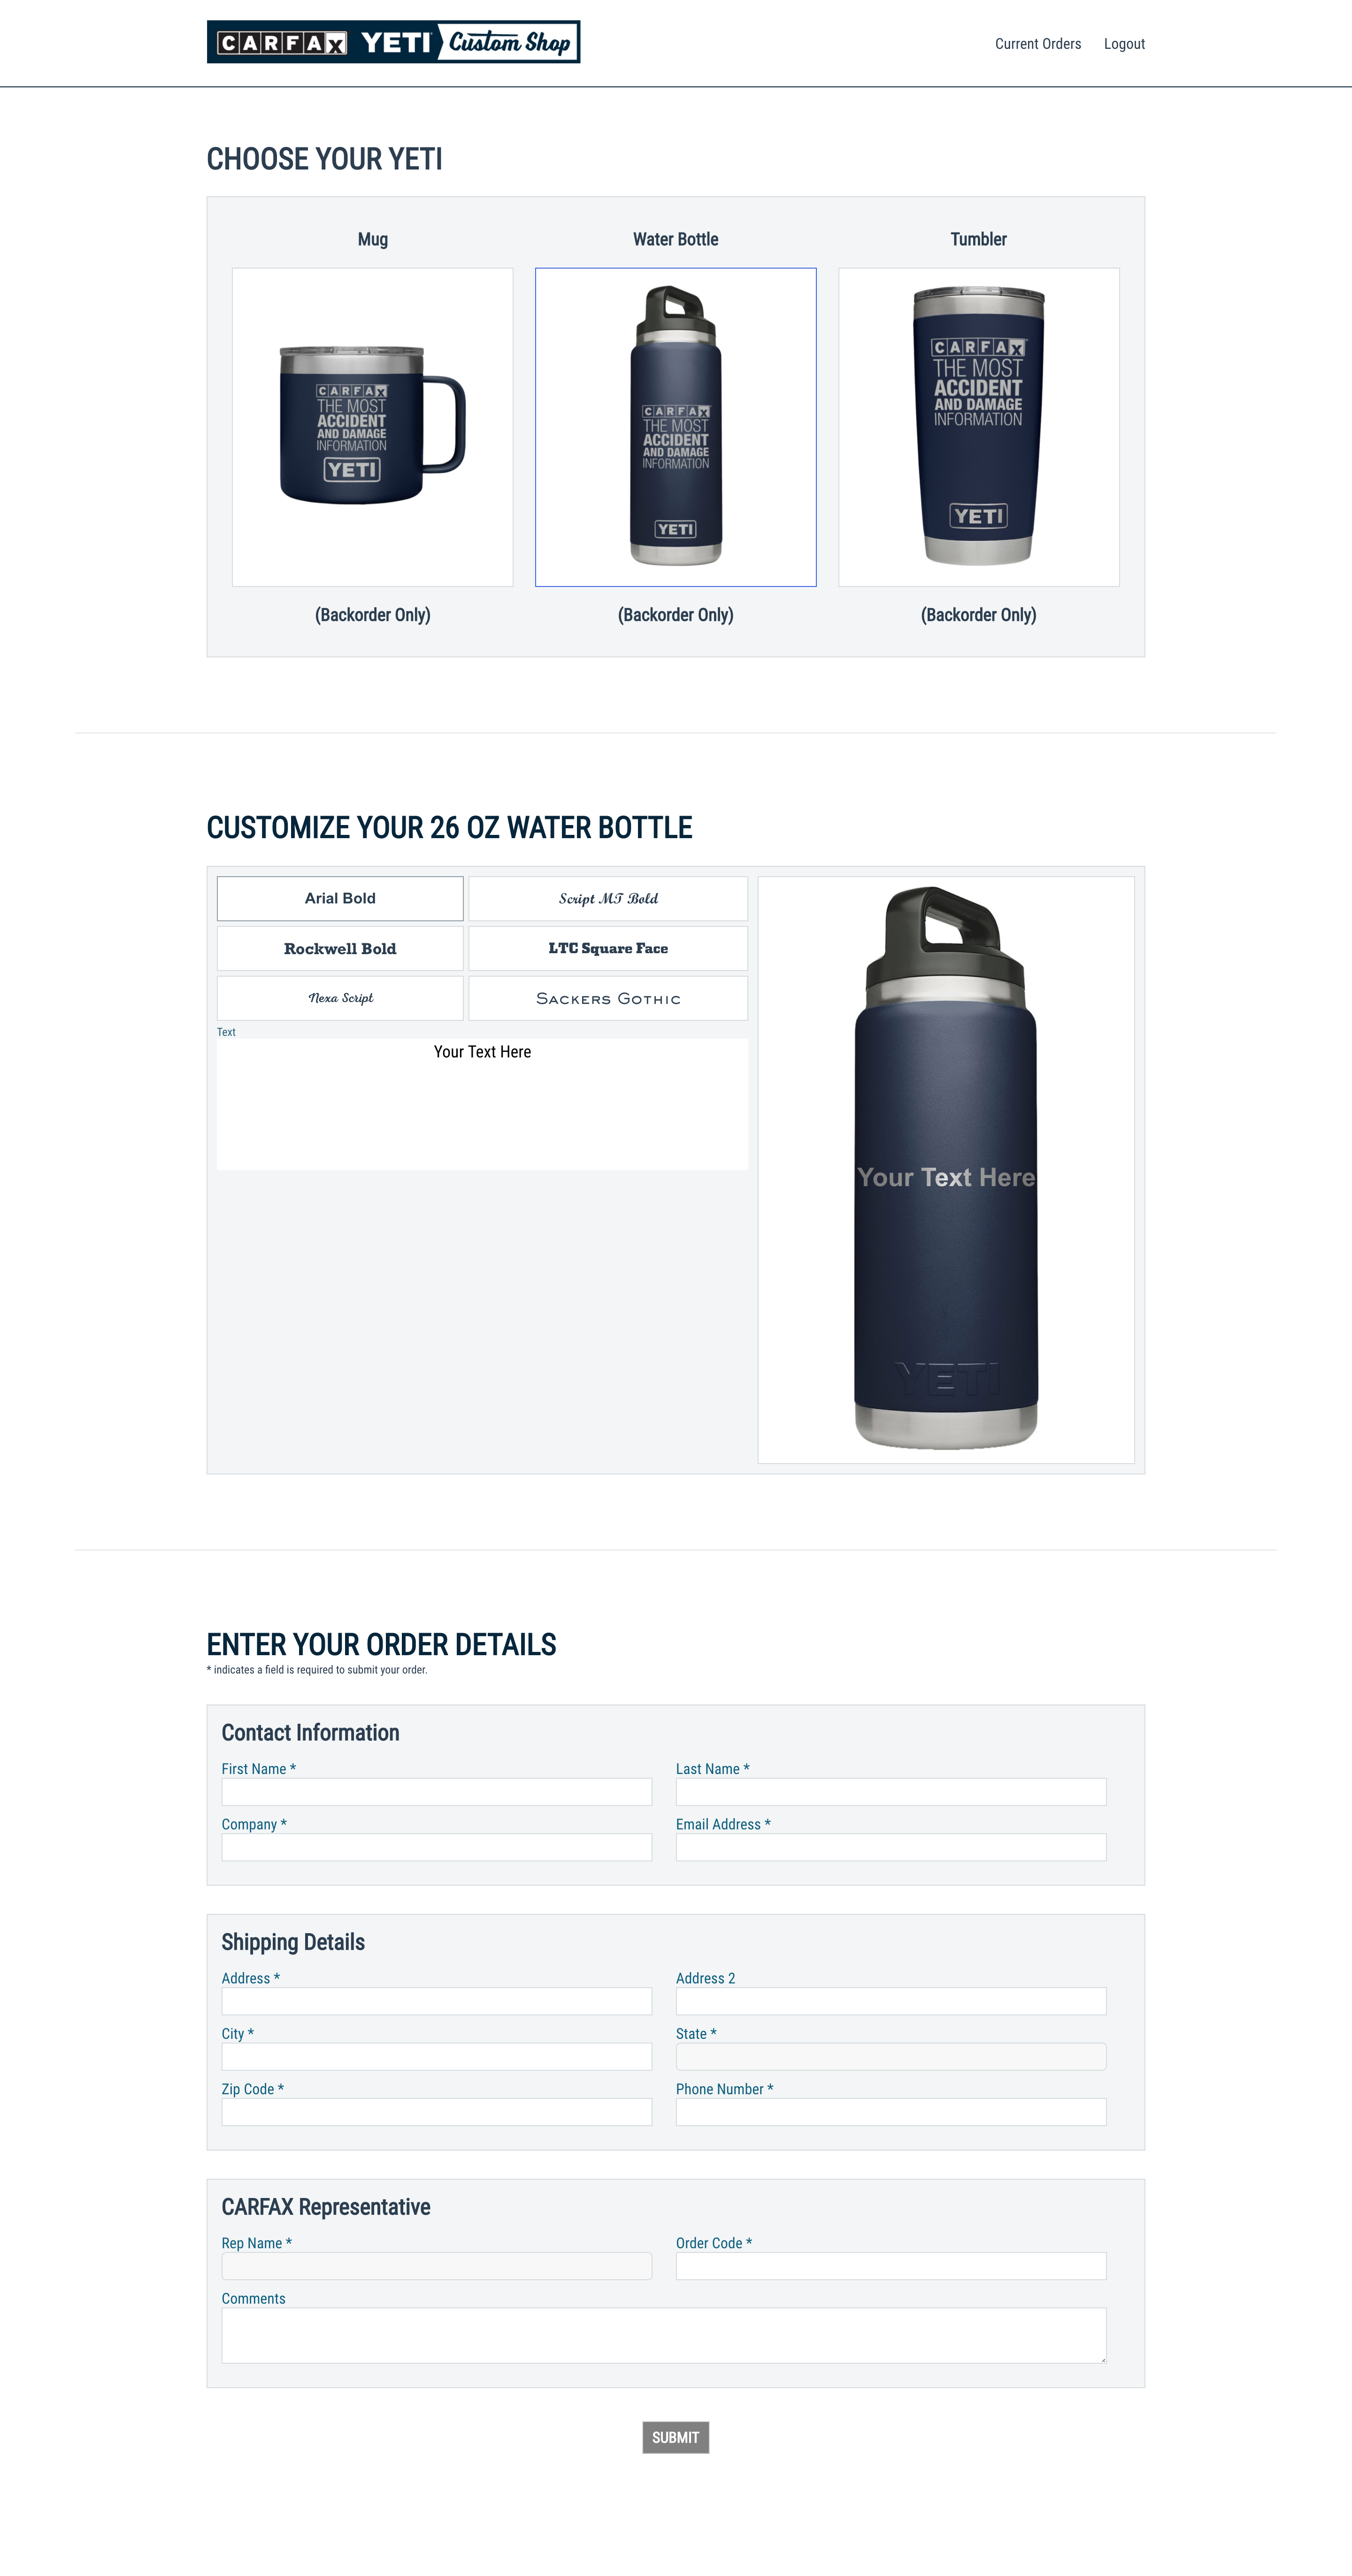 CARFAX YETI Custom Shop
Current Orders Logout
CHOOSE YOUR YETI
Mug Water Bottle Tumbler
CARFAX
THE MOST
ACCIDENT
AND DAMAGE
INFORMATION
YETI
CARFAX
THE MOST
ACCIDENT
AND DAMAGE
INFORMATION
YETI
CARFAX
THE MOST
ACCIDENT
AND DAMAGE
INFORMATION
YETI
(Backorder Only) (Backorder Only) (Backorder Only)
CUSTOMIZE YOUR 26 OZ WATER BOTTLE
Arial Bold Script MT Bold
Rockwell Bold LTC Square Face
Nexa Script Sackers Gothic
Text
Your Text Here
Your Text Here
YETI
ENTER YOUR ORDER DETAILS
* indicates a field is required to submit your order.
Contact Information
First Name * Last Name *
Company * Email Address *
Shipping Details
Address * Address 2
City * State *
Zip Code * Phone Number *
CARFAX Representative
Rep Name * Order Code *
Comments
SUBMIT